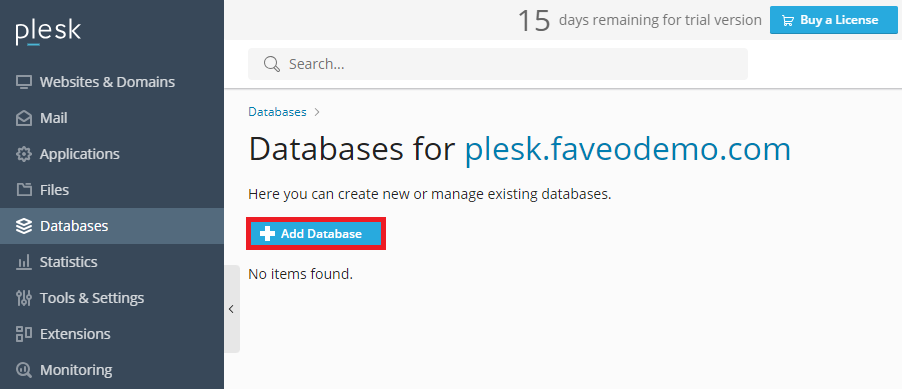 plesk
15 days remaining for trial version
Buy a License
Search...
Websites & Domains
Mail
Applications
Files
Databases
Statistics
Tools & Settings
Extensions
Monitoring
Databases >
Databases for plesk.faveodemo.com
Here you can create new or manage existing databases.
Add Database
No items found.